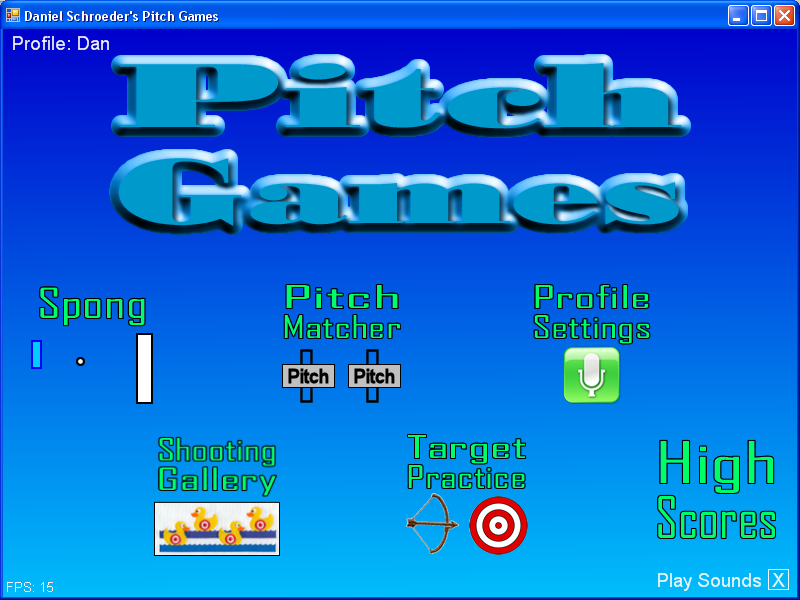 Daniel Schroeder's Pitch Games
Profile: Dan
Pitch
Games
Spong
Pitch
Matcher
Pitch Pitch
Profile
Settings
Shooting
Gallery
Target
Practice
High
Scores
Play Sounds X
FPS: 15